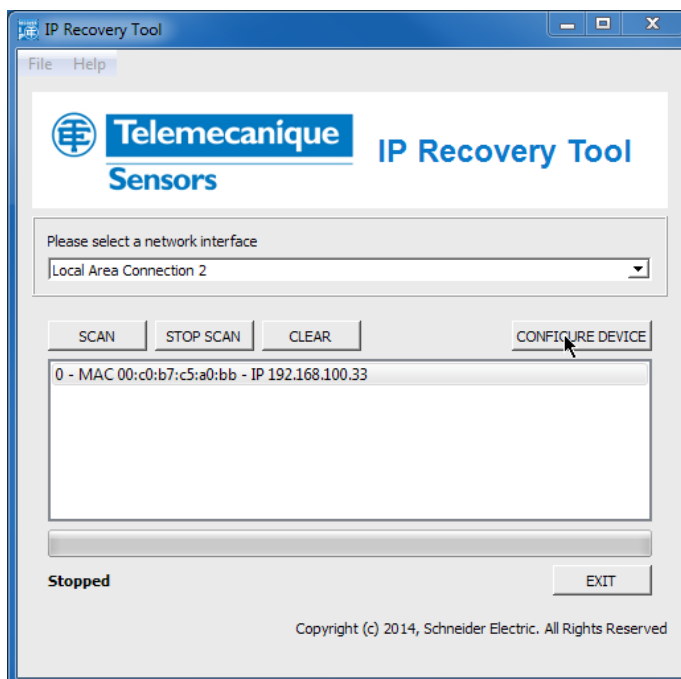 IP Recovery Tool
File Help
Telemecanique
Sensors
IP Recovery Tool
Please select a network interface
Local Area Connection 2
SCAN STOP SCAN CLEAR CONFIGURE DEVICE
0 - MAC 00:c0:b7:c5:a0:bb - IP 192.168.100.33
Stopped EXIT
Copyright (c) 2014, Schneider Electric. All Rights Reserved